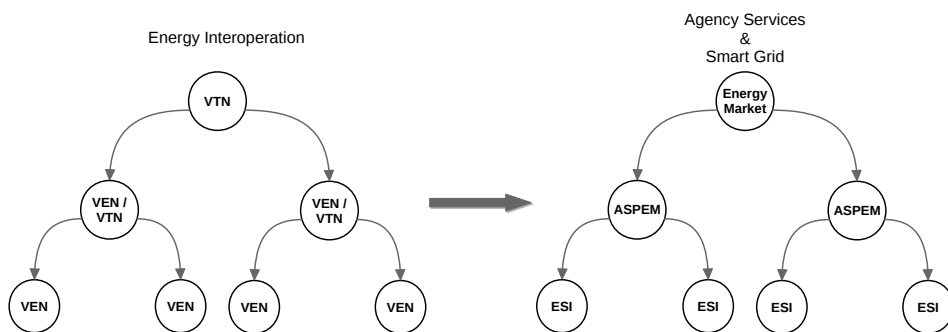 Energy Interoperation
VTN
VEN /
VTN
VEN /
VTN
VEN
VEN
VEN
VEN
Agency Services
&
Smart Grid
Energy
Market
ASPEM
ASPEM
ESI
ESI
ESI
ESI